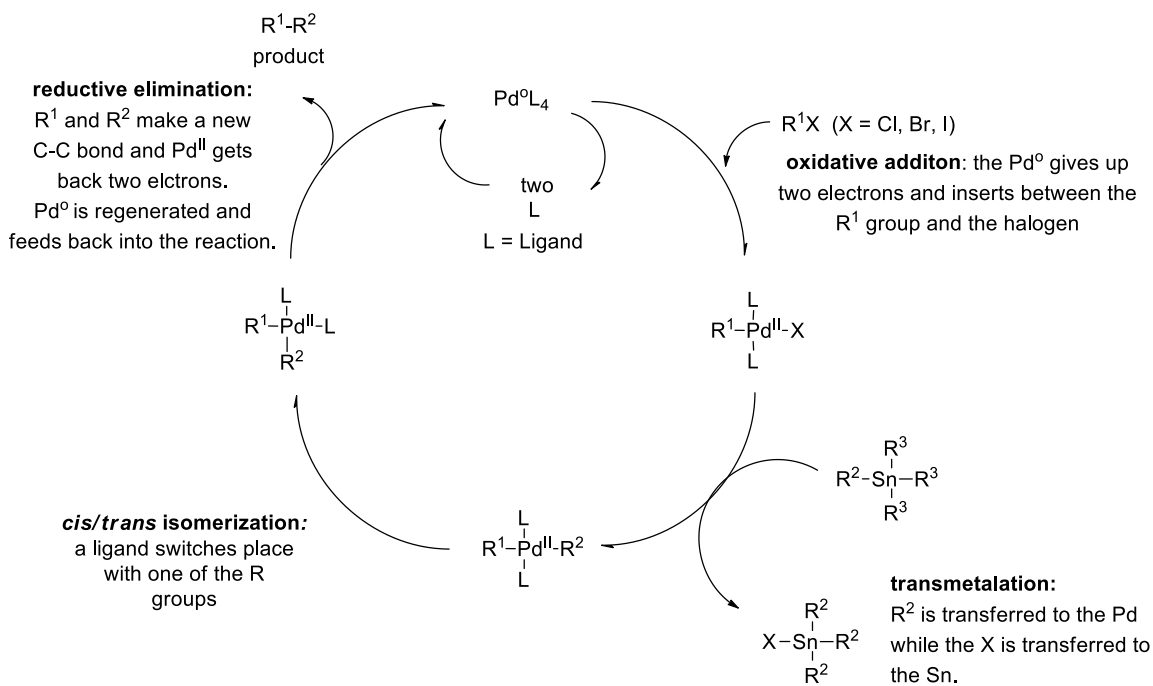 R¹-R²
product
reductive elimination:
R¹ and R² make a new
C-C bond and Pdᴵᴵ gets
back two elctrons.
Pdº is regenerated and
feeds back into the reaction.
PdºL₄
two
L
L = Ligand
R¹X (X = Cl, Br, I)
oxidative additon: the Pdº gives up
two electrons and inserts between the
R¹ group and the halogen
L
R¹-Pdᴵᴵ-L
R²
L
R¹-Pdᴵᴵ-X
L
R³
R²-Sn-R³
R³
cis/trans isomerization:
a ligand switches place
with one of the R
groups
L
R¹-Pdᴵᴵ-R²
L
transmetalation:
R² is transferred to the Pd
while the X is transferred to
the Sn.
R²
X-Sn-R²
R²